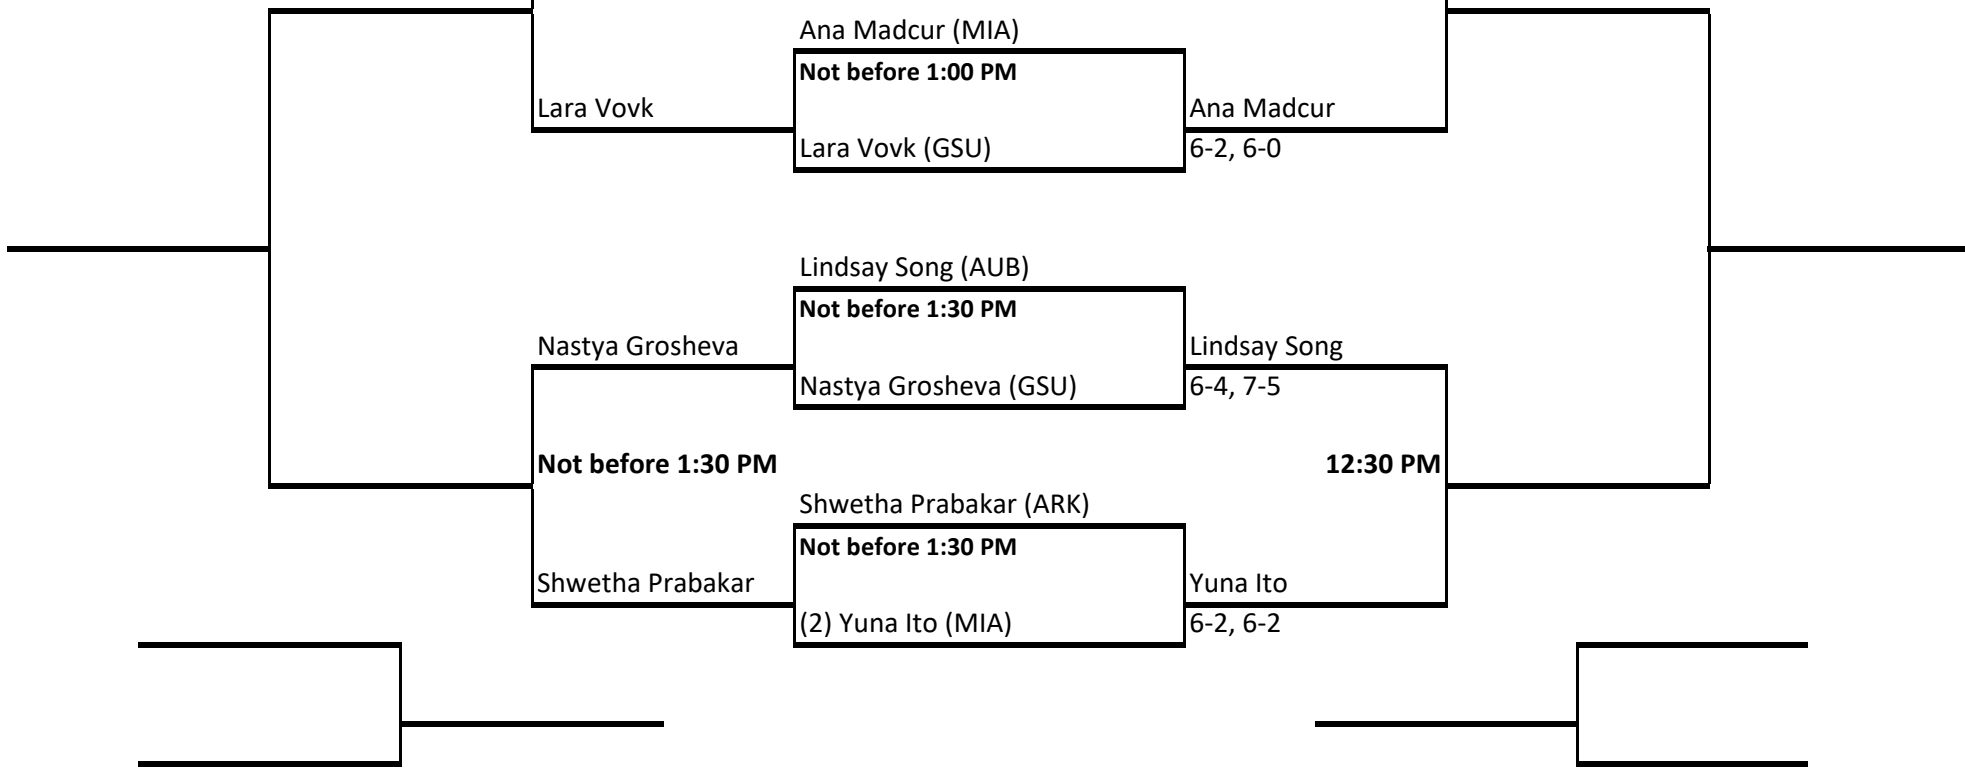 Ana Madcur (MIA)
Not before 1:00 PM
Lara Vovk
Ana Madcur
Lara Vovk (GSU)
6-2, 6-0
Lindsay Song (AUB)
Not before 1:30 PM
Nastya Grosheva
Lindsay Song
Nastya Grosheva (GSU)
6-4, 7-5
Not before 1:30 PM
12:30 PM
Shwetha Prabakar (ARK)
Not before 1:30 PM
Shwetha Prabakar
Yuna Ito
(2) Yuna Ito (MIA)
6-2, 6-2